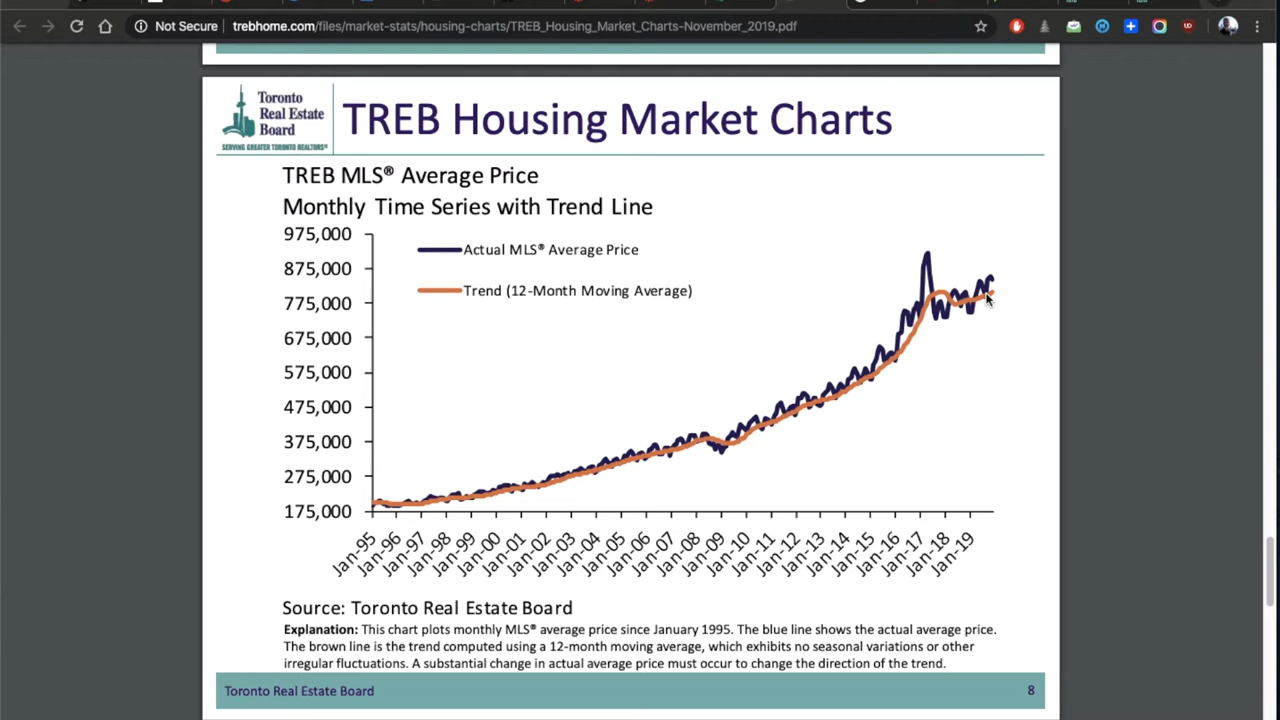 Not Secure trebhome.com/files/market-stats/housing-charts/TREB_Housing_Market_Charts-November_2019.pdf
Toronto
Real Estate
Board
SERVING GREATER TORONTO REALTORS®
TREB Housing Market Charts
TREB MLS® Average Price
Monthly Time Series with Trend Line
975,000
875,000
775,000
675,000
575,000
475,000
375,000
275,000
175,000
Actual MLS® Average Price
Trend (12-Month Moving Average)
Jan-95
Jan-96
Jan-97
Jan-98
Jan-99
Jan-00
Jan-01
Jan-02
Jan-03
Jan-04
Jan-05
Jan-06
Jan-07
Jan-08
Jan-09
Jan-10
Jan-11
Jan-12
Jan-13
Jan-14
Jan-15
Jan-16
Jan-17
Jan-18
Jan-19
Source: Toronto Real Estate Board
Explanation: This chart plots monthly MLS® average price since January 1995. The blue line shows the actual average price.
The brown line is the trend computed using a 12-month moving average, which exhibits no seasonal variations or other
irregular fluctuations. A substantial change in actual average price must occur to change the direction of the trend.
Toronto Real Estate Board
8